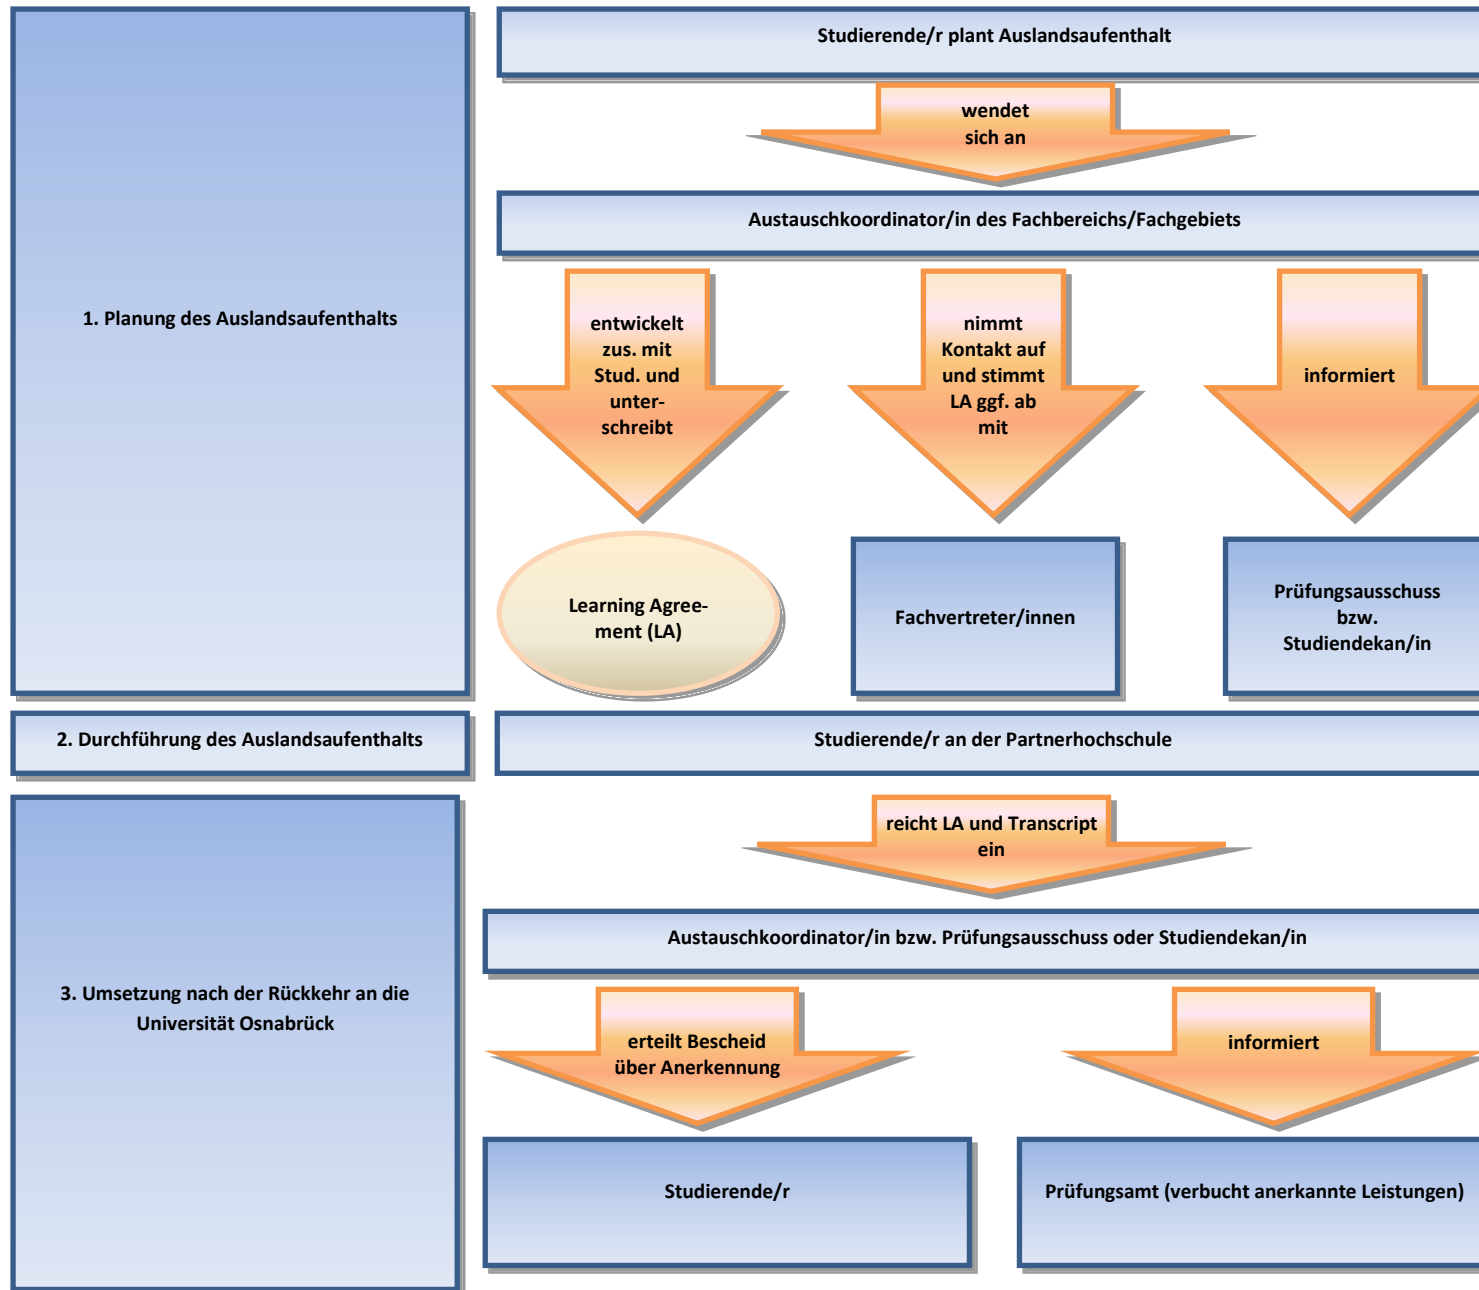 Studierende/r plant Auslandsaufenthalt
wendet
sich an
Austauschkoordinator/in des Fachbereichs/Fachgebiets
1. Planung des Auslandsaufenthalts
entwickelt
zus. mit
Stud. und
unter-
schreibt
nimmt
Kontakt auf
und stimmt
LA ggf. ab
mit
informiert
Learning Agree-
ment (LA)
Fachvertreter/innen
Prüfungsausschuss
bzw.
Studiendekan/in
2. Durchführung des Auslandsaufenthalts
Studierende/r an der Partnerhochschule
reicht LA und Transcript
ein
Austauschkoordinator/in bzw. Prüfungsausschuss oder Studiendekan/in
3. Umsetzung nach der Rückkehr an die
Universität Osnabrück
erteilt Bescheid
über Anerkennung
informiert
Studierende/r
Prüfungsamt (verbucht anerkannte Leistungen)